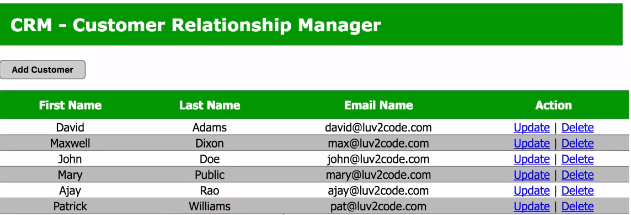 CRM - Customer Relationship Manager
Add Customer
First Name Last Name Email Name Action
David Adams david@luv2code.com Update | Delete
Maxwell Dixon max@luv2code.com Update | Delete
John Doe john@luv2code.com Update | Delete
Mary Public mary@luv2code.com Update | Delete
Ajay Rao ajay@luv2code.com Update | Delete
Patrick Williams pat@luv2code.com Update | Delete